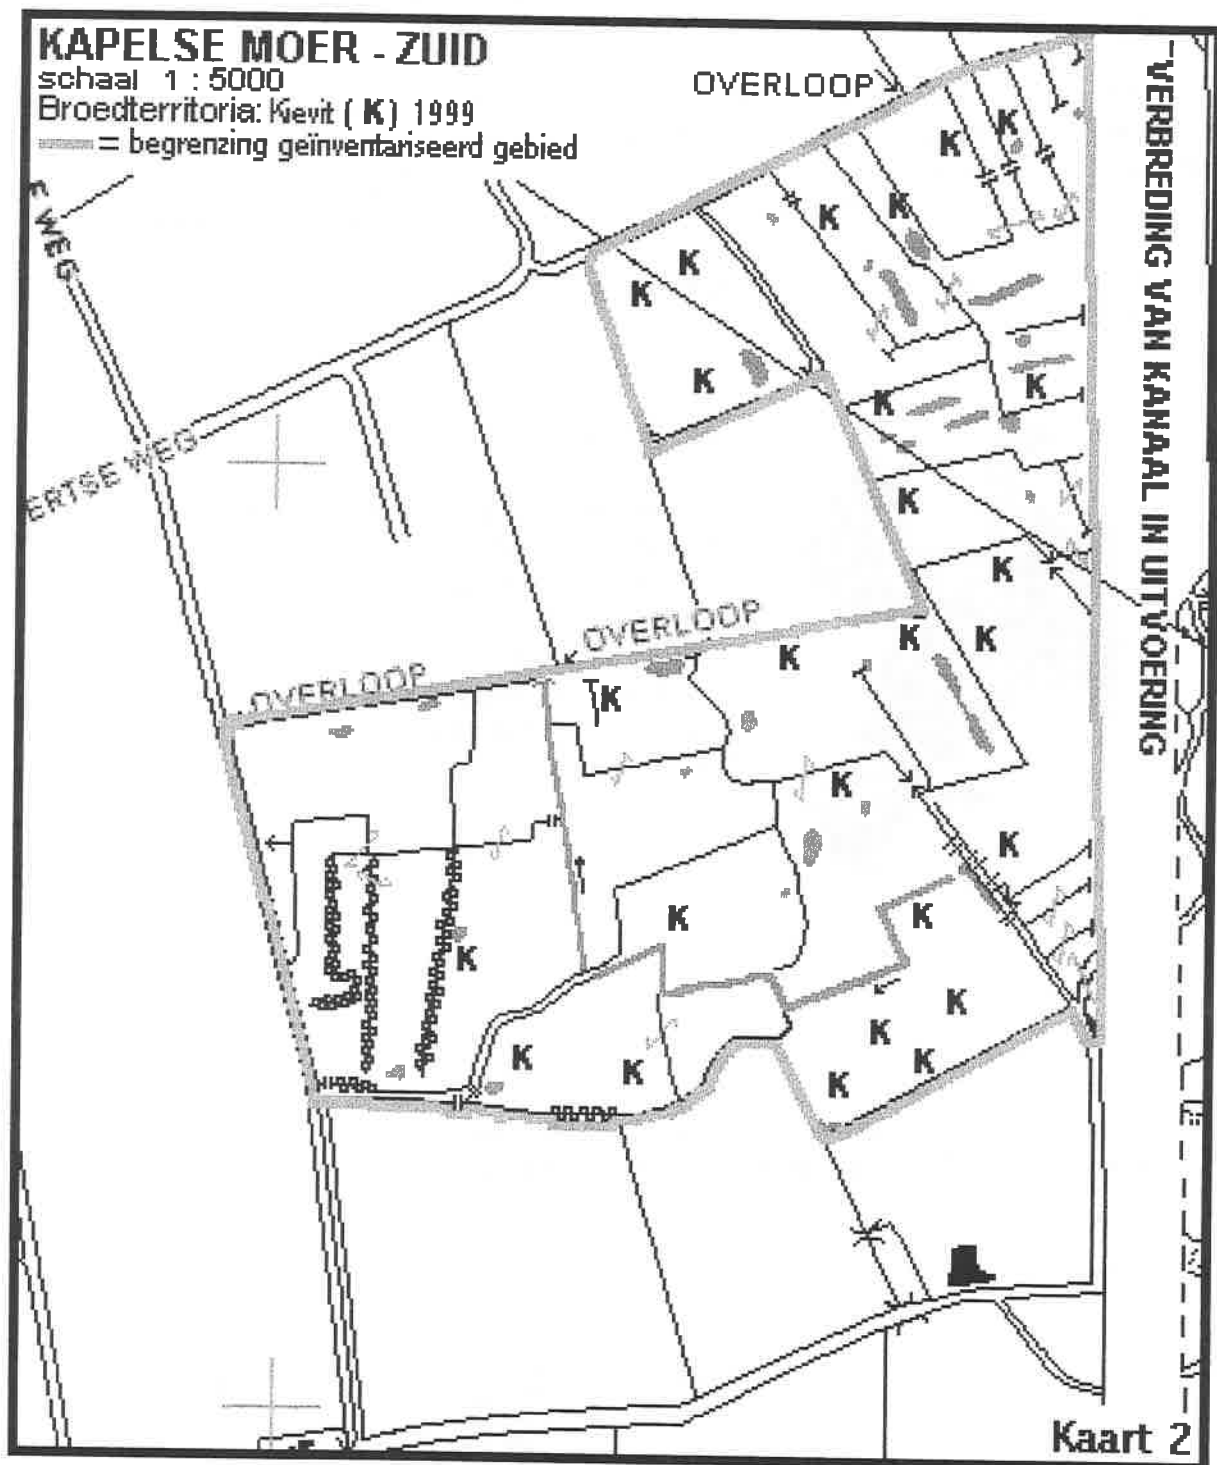 KAPELSE MOER - ZUID
schaal 1 : 5000
Broedterritoria: Kievit ( K ) 1999
= begrenzing geïnventariseerd gebied
OVERLOOP
VERBREDING VAN KANAAL IN UITVOERING
E WEG
K
K
K
K
K
K
K
K
K
K
ERTSE WEG
K
K
OVERLOOP
K
K
K
OVERLOOP
K
K
K
K
K
K
K
K
K
K
K
K
Kaart 2